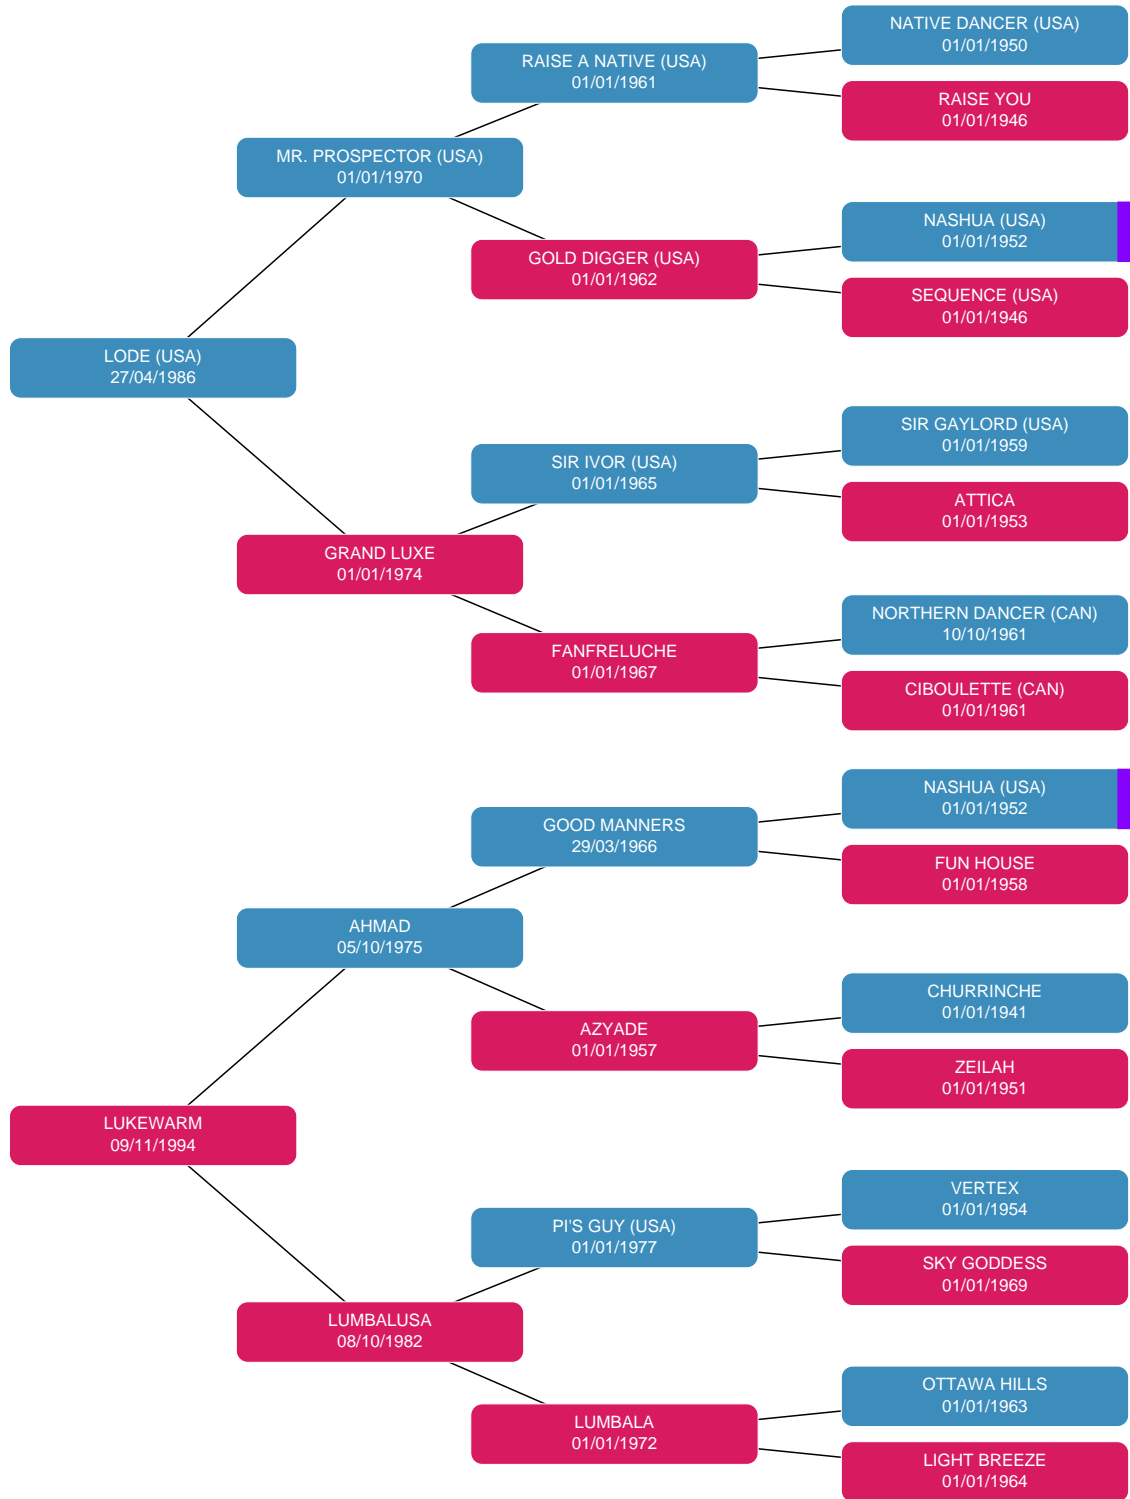 NATIVE DANCER (USA)
01/01/1950
RAISE A NATIVE (USA)
01/01/1961
RAISE YOU
01/01/1946
MR. PROSPECTOR (USA)
01/01/1970
NASHUA (USA)
01/01/1952
GOLD DIGGER (USA)
01/01/1962
SEQUENCE (USA)
01/01/1946
LODE (USA)
27/04/1986
SIR GAYLORD (USA)
01/01/1959
SIR IVOR (USA)
01/01/1965
ATTICA
01/01/1953
GRAND LUXE
01/01/1974
NORTHERN DANCER (CAN)
10/10/1961
FANFRELUCHE
01/01/1967
CIBOULETTE (CAN)
01/01/1961
NASHUA (USA)
01/01/1952
GOOD MANNERS
29/03/1966
FUN HOUSE
01/01/1958
AHMAD
05/10/1975
CHURRINCHE
01/01/1941
AZYADE
01/01/1957
ZEILAH
01/01/1951
LUKEWARM
09/11/1994
VERTEX
01/01/1954
PI'S GUY (USA)
01/01/1977
SKY GODDESS
01/01/1969
LUMBALUSA
08/10/1982
OTTAWA HILLS
01/01/1963
LUMBALA
01/01/1972
LIGHT BREEZE
01/01/1964